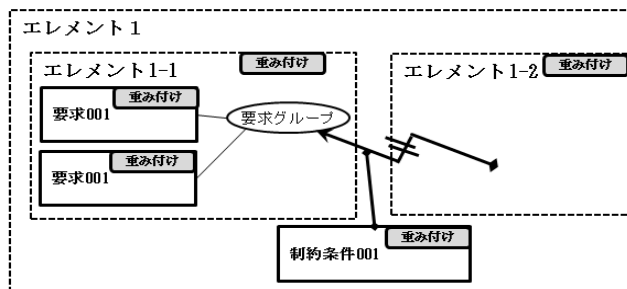 エレメント1
エレメント1-1
重み付け
エレメント1-2
重み付け
重み付け
要求001
要求グループ
重み付け
要求001
重み付け
制約条件001